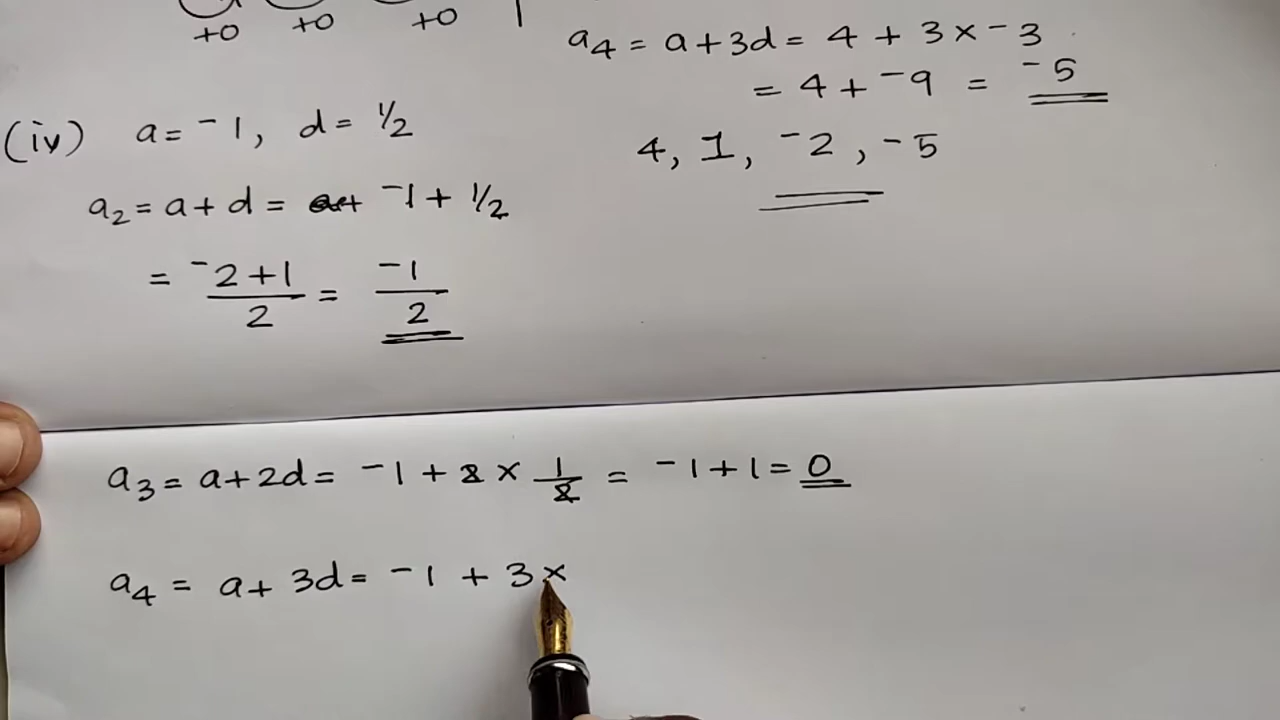 +0 +0 +0
a₄ = a + 3d = 4 + 3 × -3
= 4 + -9 = -5
4, 1, -2, -5
(iv) a = -1, d = 1/2
a₂ = a + d = -1 + 1/2
= (-2+1)/2 = -1/2
a₃ = a + 2d = -1 + 2 × 1/2 = -1 + 1 = 0
a₄ = a + 3d = -1 + 3 ×